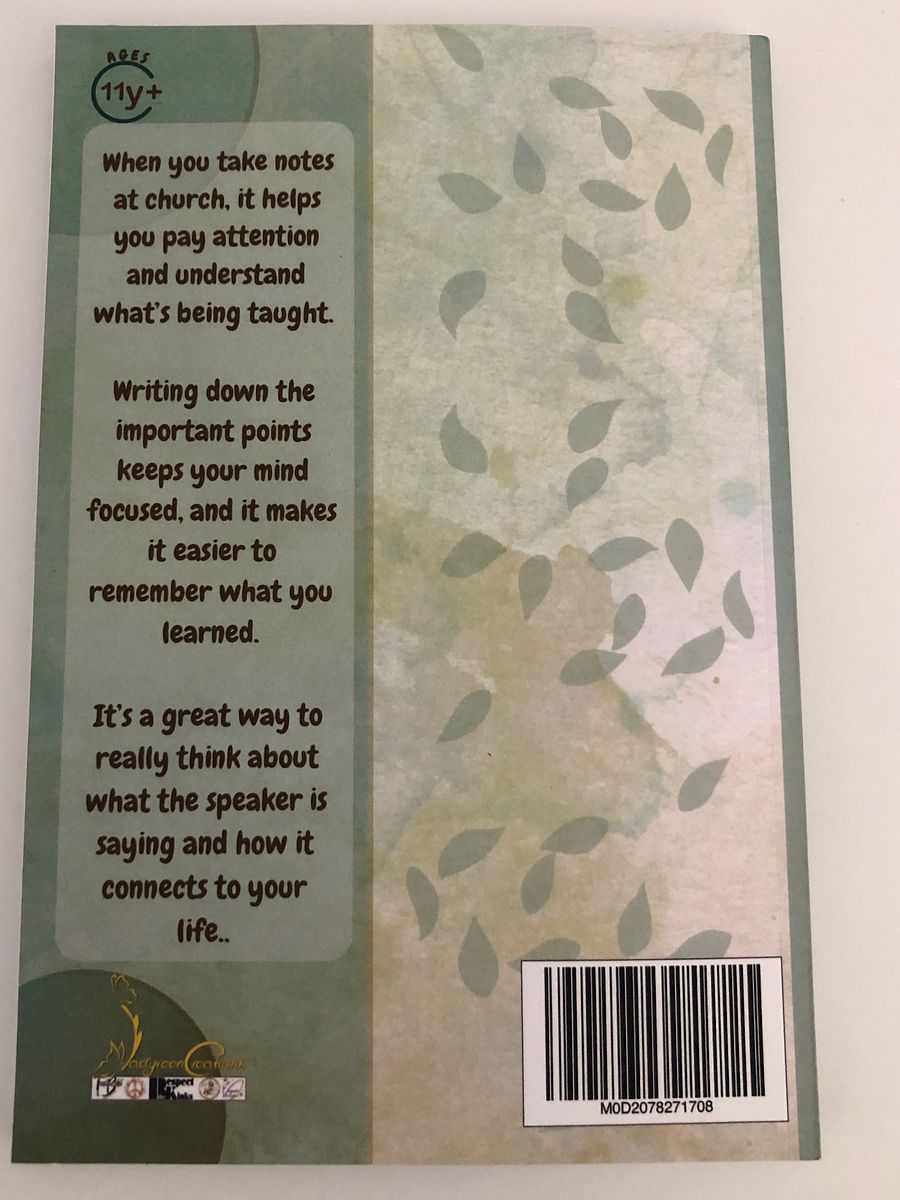 AGES
11y+
When you take notes
at church, it helps
you pay attention
and understand
what's being taught.
Writing down the
important points
keeps your mind
focused, and it makes
it easier to
remember what you
learned.
It's a great way to
really think about
what the speaker is
saying and how it
connects to your
life..
Creations
Respect
Kinks
M0D2078271708